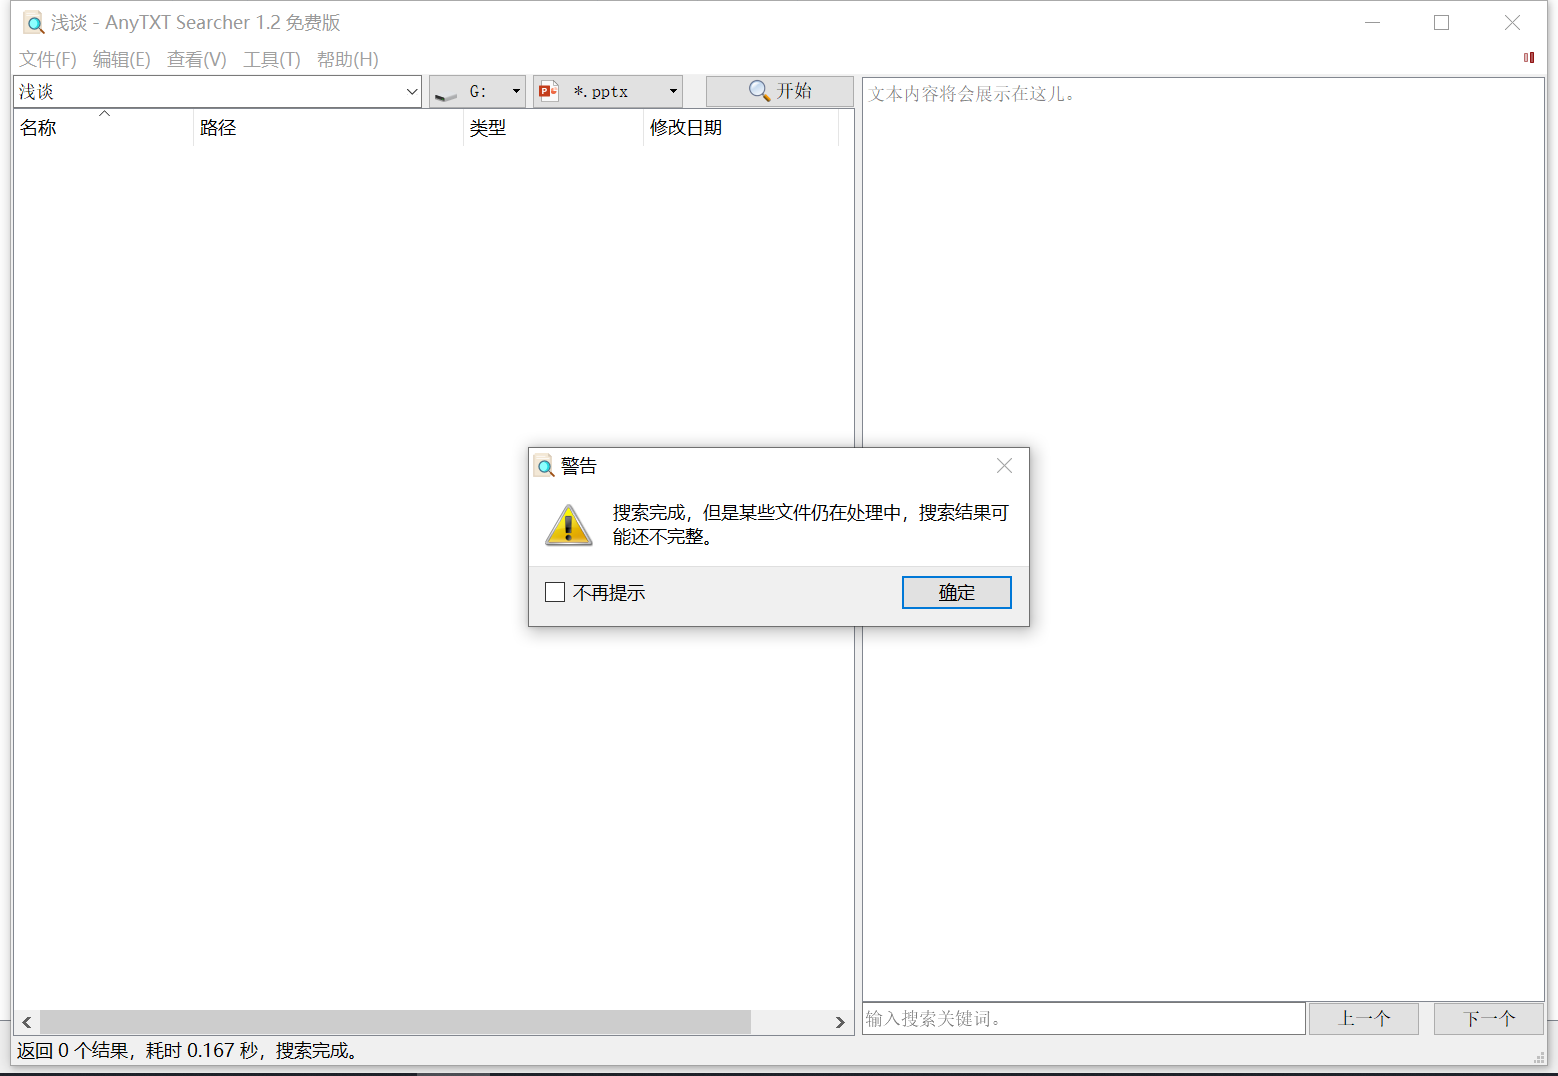 浅谈 - AnyTXT Searcher 1.2 免费版
文件(F) 编辑(E) 查看(V) 工具(T) 帮助(H)
浅谈 G: *.pptx 开始
文本内容将会展示在这儿。
名称 路径 类型 修改日期
警告
搜索完成，但是某些文件仍在处理中，搜索结果可
能还不完整。
不再提示 确定
输入搜索关键词。 上一个 下一个
返回 0 个结果，耗时 0.167 秒，搜索完成。